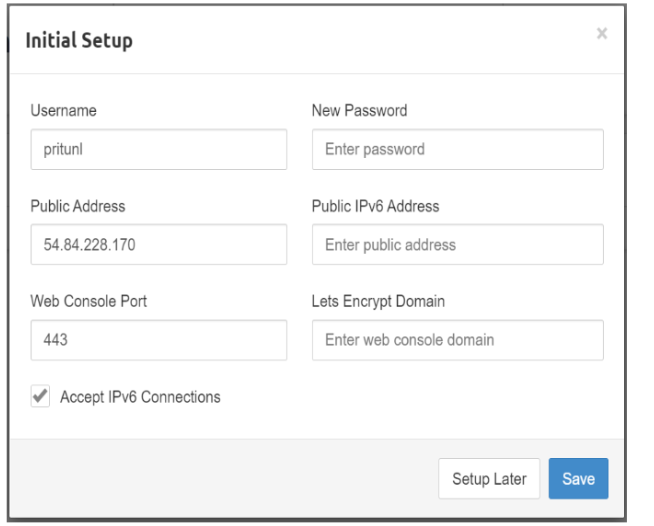 Initial Setup
×
Username
New Password
pritunl
Enter password
Public Address
Public IPv6 Address
54.84.228.170
Enter public address
Web Console Port
Lets Encrypt Domain
443
Enter web console domain
Accept IPv6 Connections
Setup Later
Save